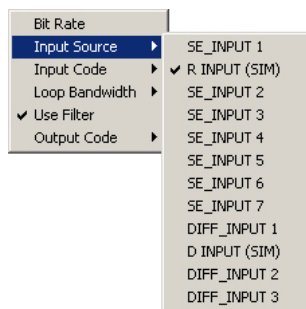 Bit Rate
Input Source
Input Code
Loop Bandwidth
Use Filter
Output Code
SE_INPUT 1
R INPUT (SIM)
SE_INPUT 2
SE_INPUT 3
SE_INPUT 4
SE_INPUT 5
SE_INPUT 6
SE_INPUT 7
DIFF_INPUT 1
D INPUT (SIM)
DIFF_INPUT 2
DIFF_INPUT 3